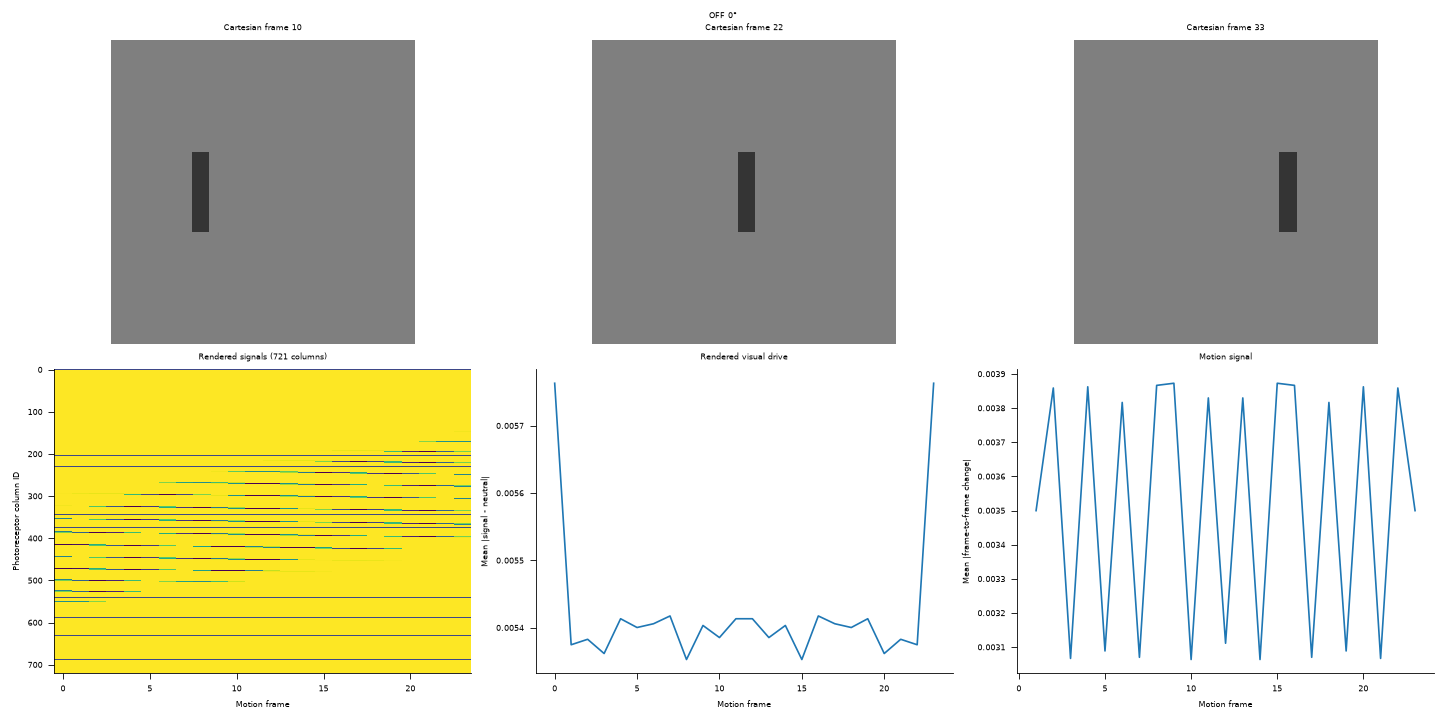 OFF 0°
Cartesian frame 10
Cartesian frame 22
Cartesian frame 33
Rendered signals (721 columns)
Photoreceptor column ID
0
100
200
300
400
500
600
700
0
5
10
15
20
Motion frame
Rendered visual drive
Mean |signal - neutral|
0.0057
0.0056
0.0055
0.0054
0
5
10
15
20
Motion frame
Motion signal
Mean |frame-to-frame change|
0.0039
0.0038
0.0037
0.0036
0.0035
0.0034
0.0033
0.0032
0.0031
0
5
10
15
20
Motion frame